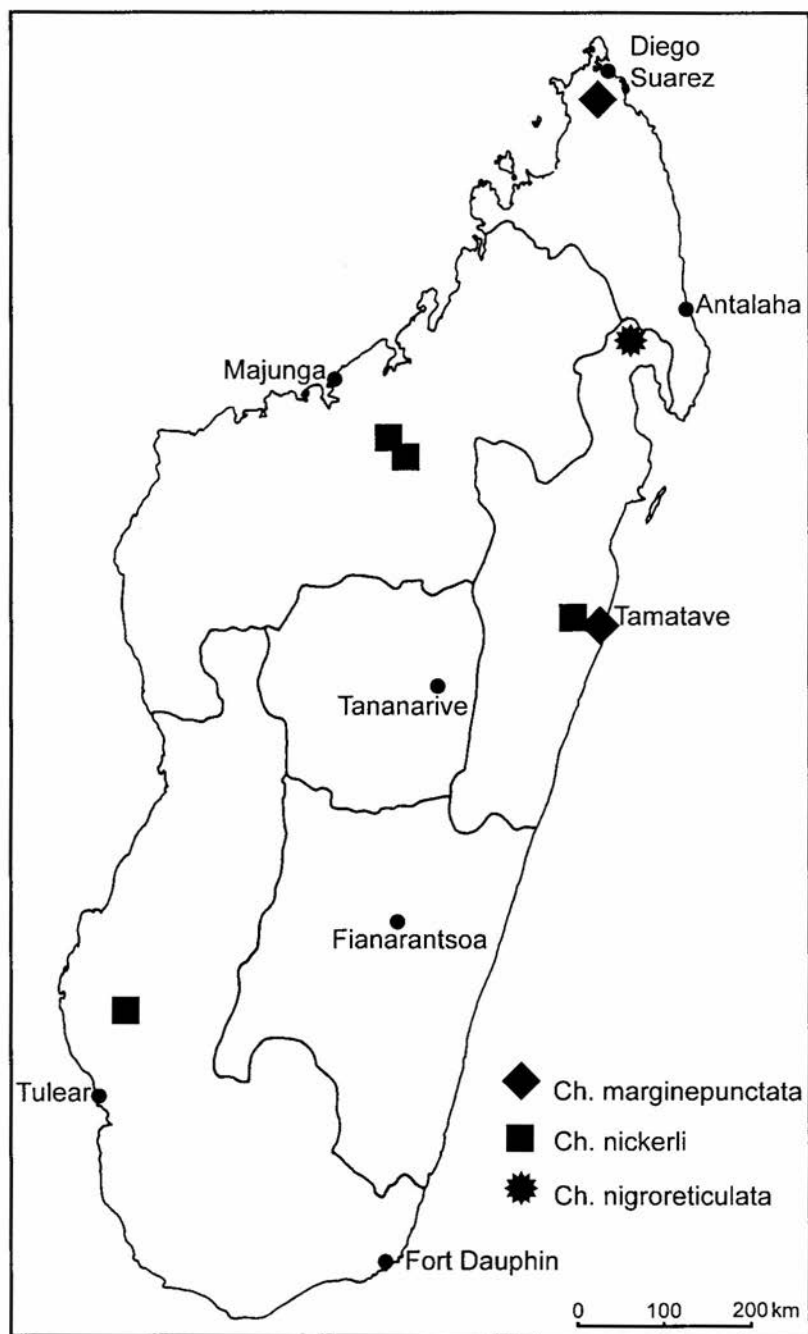 Diego
Suarez
Antalaha
Majunga
Tamatave
Tananarive
Fianarantsoa
Tulear
Ch. marginepunctata
Ch. nickerli
Ch. nigroreticulata
Fort Dauphin
0 100 200 km